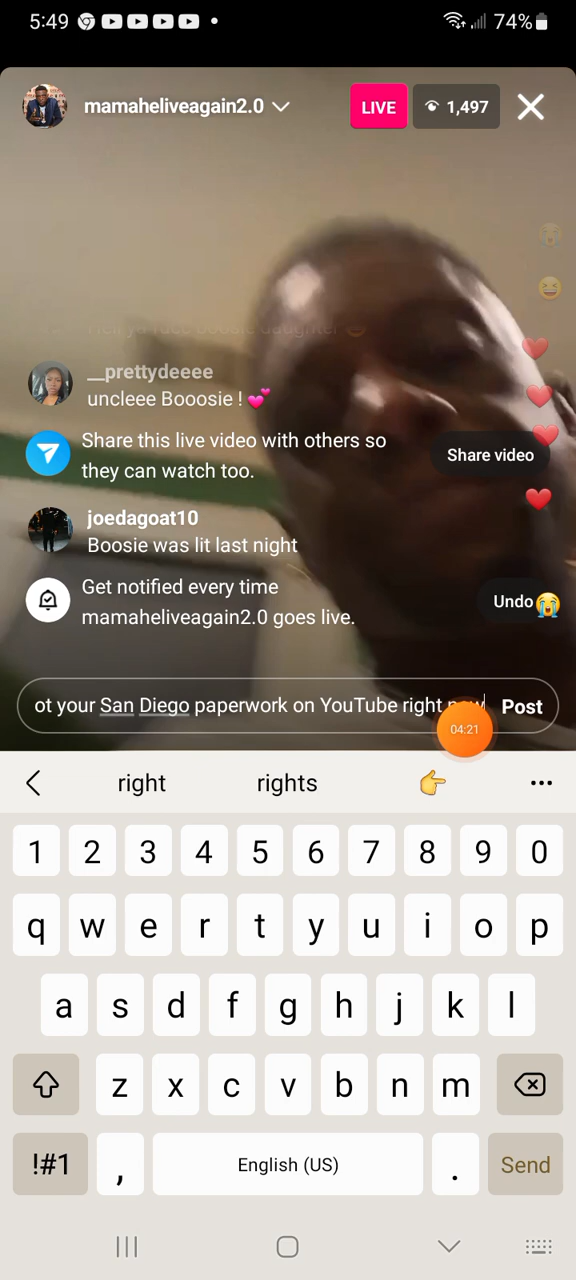 5:49
74%
mamaheliveagain2.0
LIVE
1,497
__prettydeeee
uncleee Booosie ! 💕
Share this live video with others so
they can watch too.
Share video
joedagoat10
Boosie was lit last night
Get notified every time
mamaheliveagain2.0 goes live.
Undo
ot your San Diego paperwork on YouTube right now
Post
04:21
right rights 👉
1 2 3 4 5 6 7 8 9 0
q w e r t y u i o p
a s d f g h j k l
z x c v b n m
!#1 , English (US) . Send